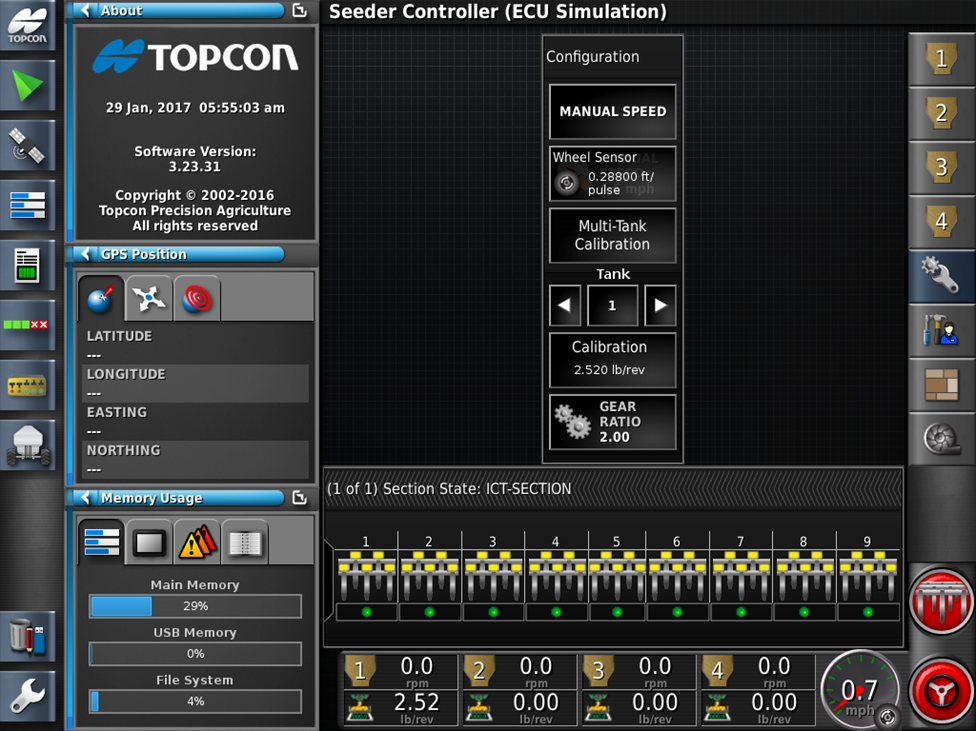 TOPCON
About
TOPCON
29 Jan, 2017 05:55:03 am
Software Version:
3.23.31
Copyright © 2002-2016
Topcon Precision Agriculture
All rights reserved
GPS Position
LATITUDE
---
LONGITUDE
---
EASTING
---
NORTHING
---
Memory Usage
Main Memory
29%
USB Memory
0%
File System
4%
Seeder Controller (ECU Simulation)
Configuration
MANUAL SPEED
Wheel Sensor
0.28800 ft/
pulse
mph
Multi-Tank
Calibration
Tank
1
Calibration
2.520 lb/rev
GEAR
RATIO
2.00
1
2
3
4
(1 of 1) Section State: ICT-SECTION
1 2 3 4 5 6 7 8 9
1 0.0 2 0.0 3 0.0 4 0.0
rpm rpm rpm rpm
2.52 0.00 0.00 0.00
lb/rev lb/rev lb/rev lb/rev
0.7
mph